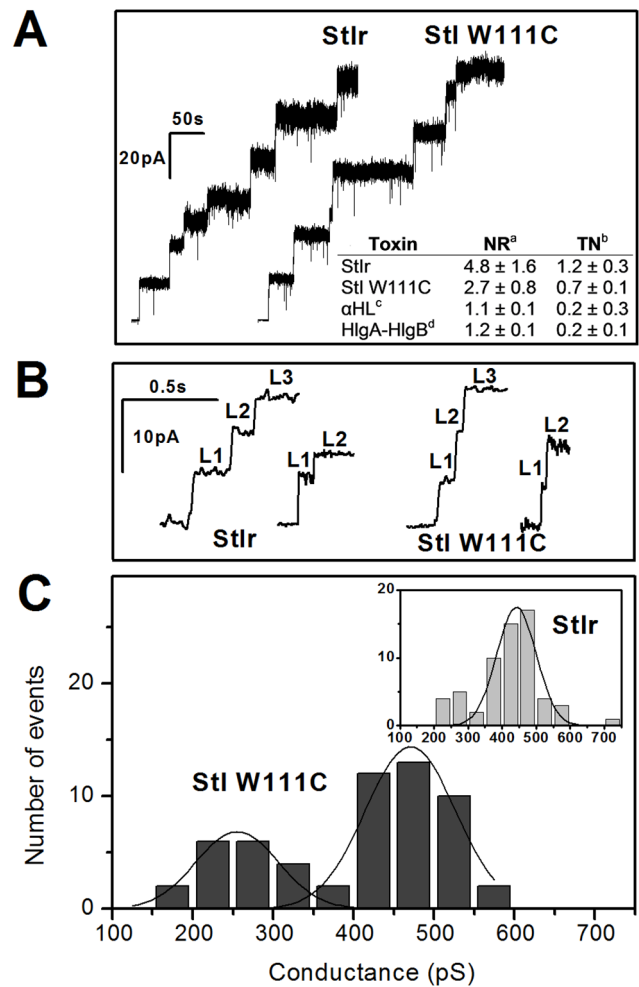 A
StIr StI W111C
50s
20pA
Toxin NRᵃ TNᵇ
StIr 4.8 ± 1.6 1.2 ± 0.3
StI W111C 2.7 ± 0.8 0.7 ± 0.1
αHLᶜ 1.1 ± 0.1 0.2 ± 0.3
HlgA-HlgBᵈ 1.2 ± 0.1 0.2 ± 0.1
B
0.5s
10pA
L1 L2 L3
L1 L2
L1 L2 L3
L1 L2
StIr StI W111C
C
Number of events
20
10
0
StI W111C
StIr
20
10
0
100 200 300 400 500 600 700
100 200 300 400 500 600 700
Conductance (pS)